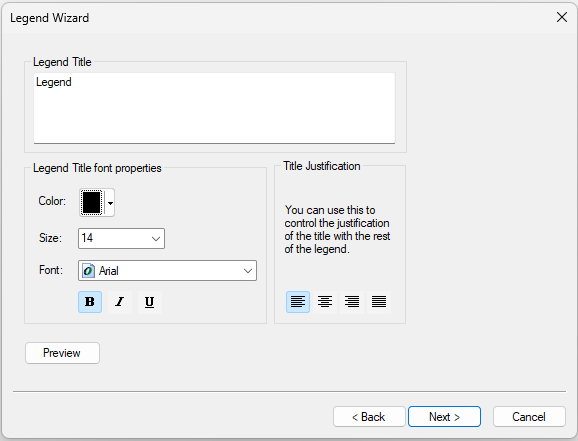 Legend Wizard
Legend Title
Legend
Legend Title font properties
Color:
Size:
14
Font:
Arial
B I U
Title Justification
You can use this to
control the justification
of the title with the rest
of the legend.
Preview
< Back
Next >
Cancel